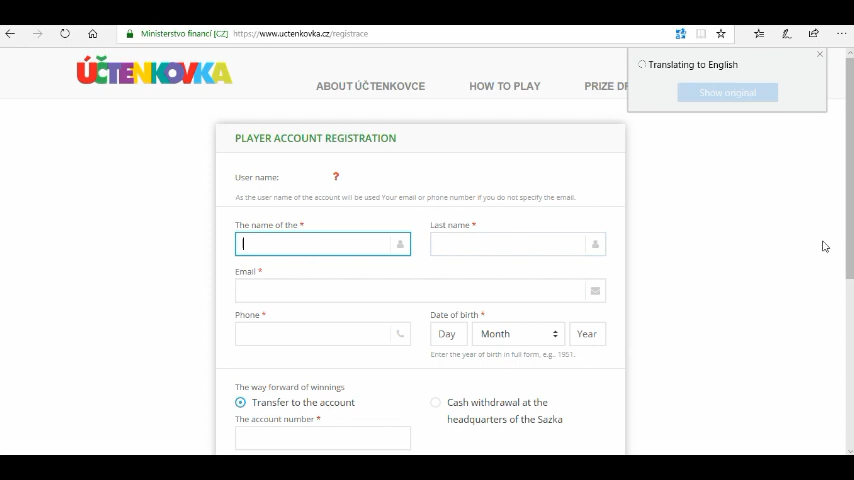 Ministerstvo financí [CZ] https://www.uctenkovka.cz/registrace
Translating to English
Show original
ÚČTENKOVKA
ABOUT ÚČTENKOVCE HOW TO PLAY PRIZE DR
PLAYER ACCOUNT REGISTRATION
User name: ?
As the user name of the account will be used Your email or phone number if you do not specify the email.
The name of the * Last name *
Email *
Phone * Date of birth *
Day Month Year
Enter the year of birth in full form, e.g.. 1951.
The way forward of winnings
Transfer to the account Cash withdrawal at the
headquarters of the Sazka
The account number *